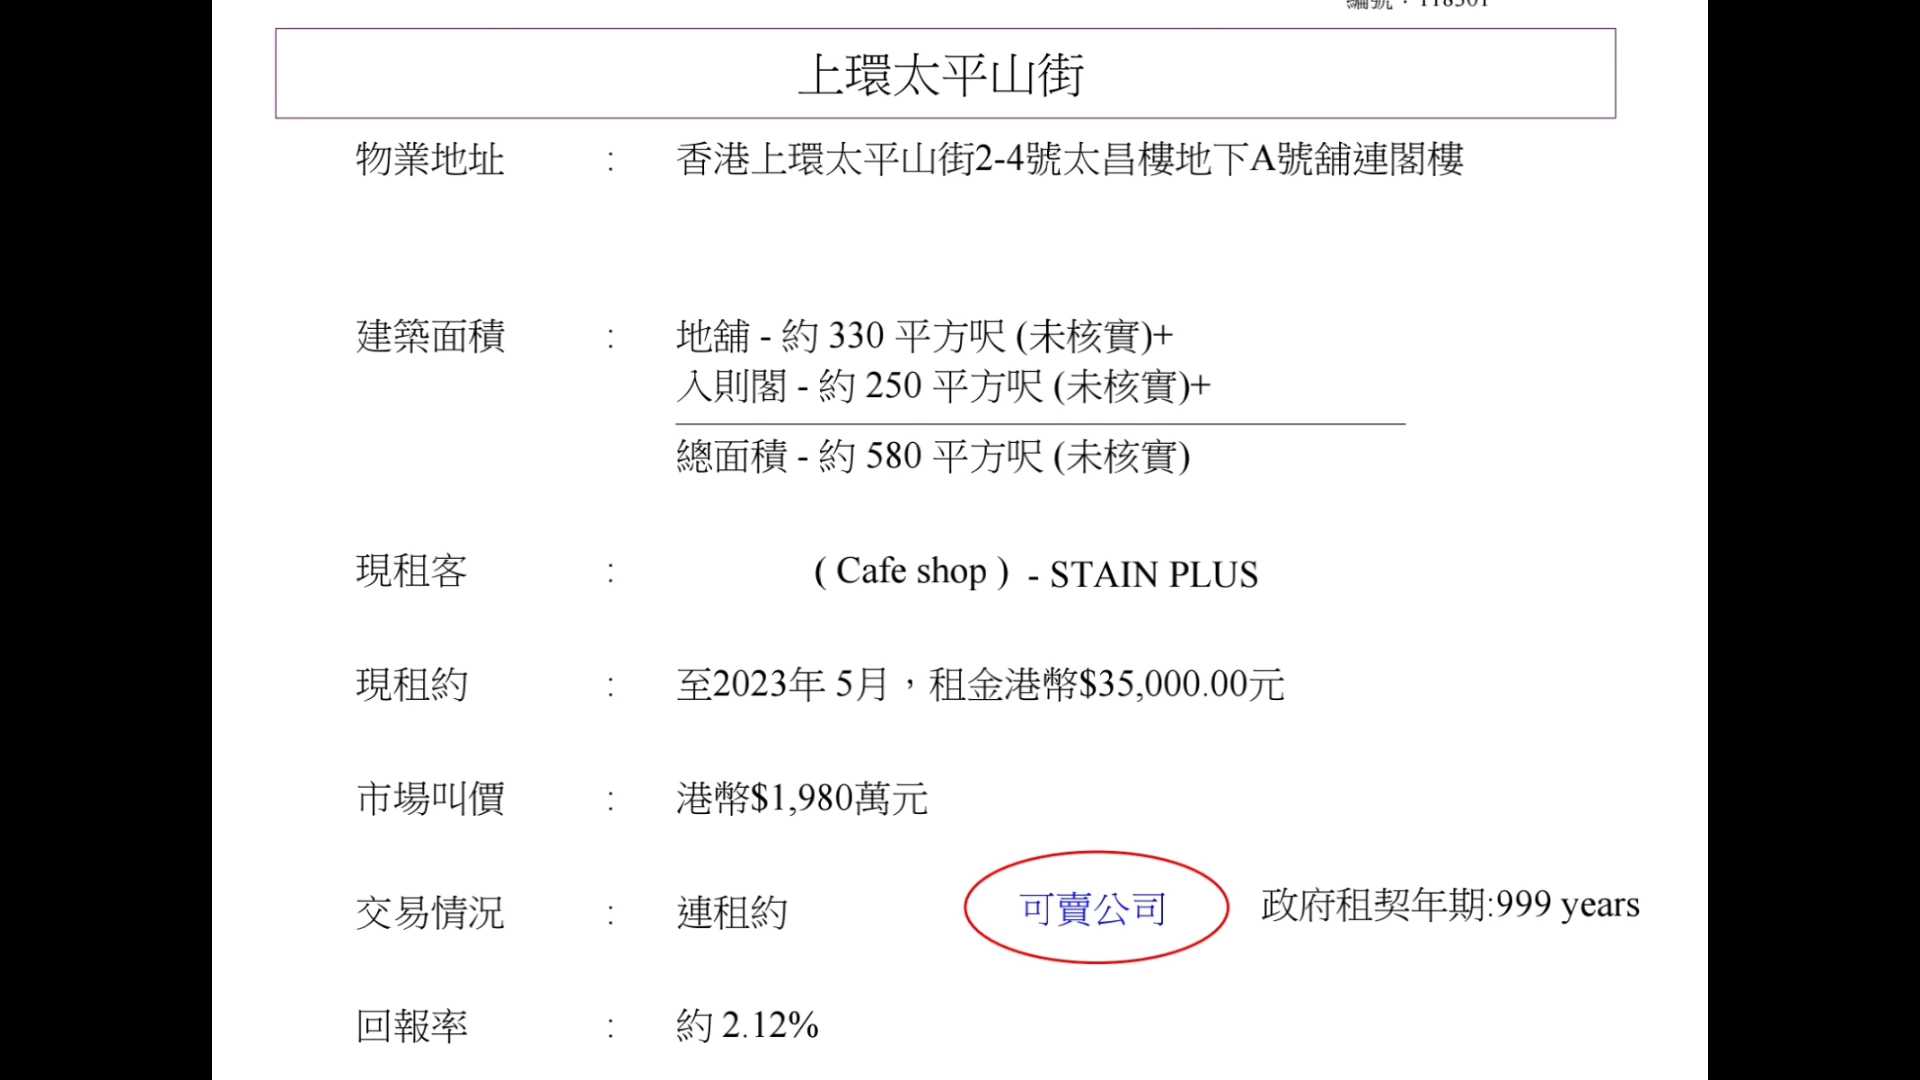 上環太平山街
物業地址 : 香港上環太平山街2-4號太昌樓地下A號舖連閣樓
建築面積 : 地舖 - 約 330 平方呎 (未核實)+
入則閣 - 約 250 平方呎 (未核實)+
總面積 - 約 580 平方呎 (未核實)
現租客 : ( Cafe shop ) - STAIN PLUS
現租約 : 至2023年 5月，租金港幣$35,000.00元
市場叫價 : 港幣$1,980萬元
交易情況 : 連租約 可賣公司 政府租契年期:999 years
回報率 : 約 2.12%